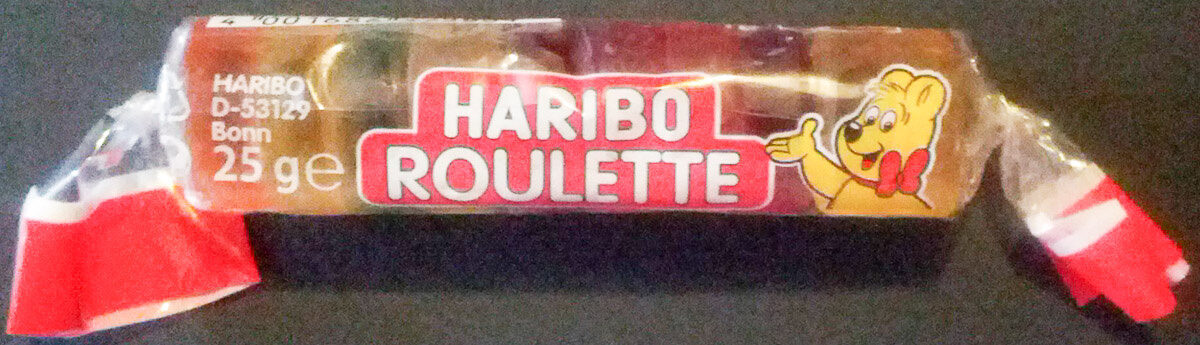 HARIBO
D-53129
Bonn
25 g e
HARIBO
ROULETTE